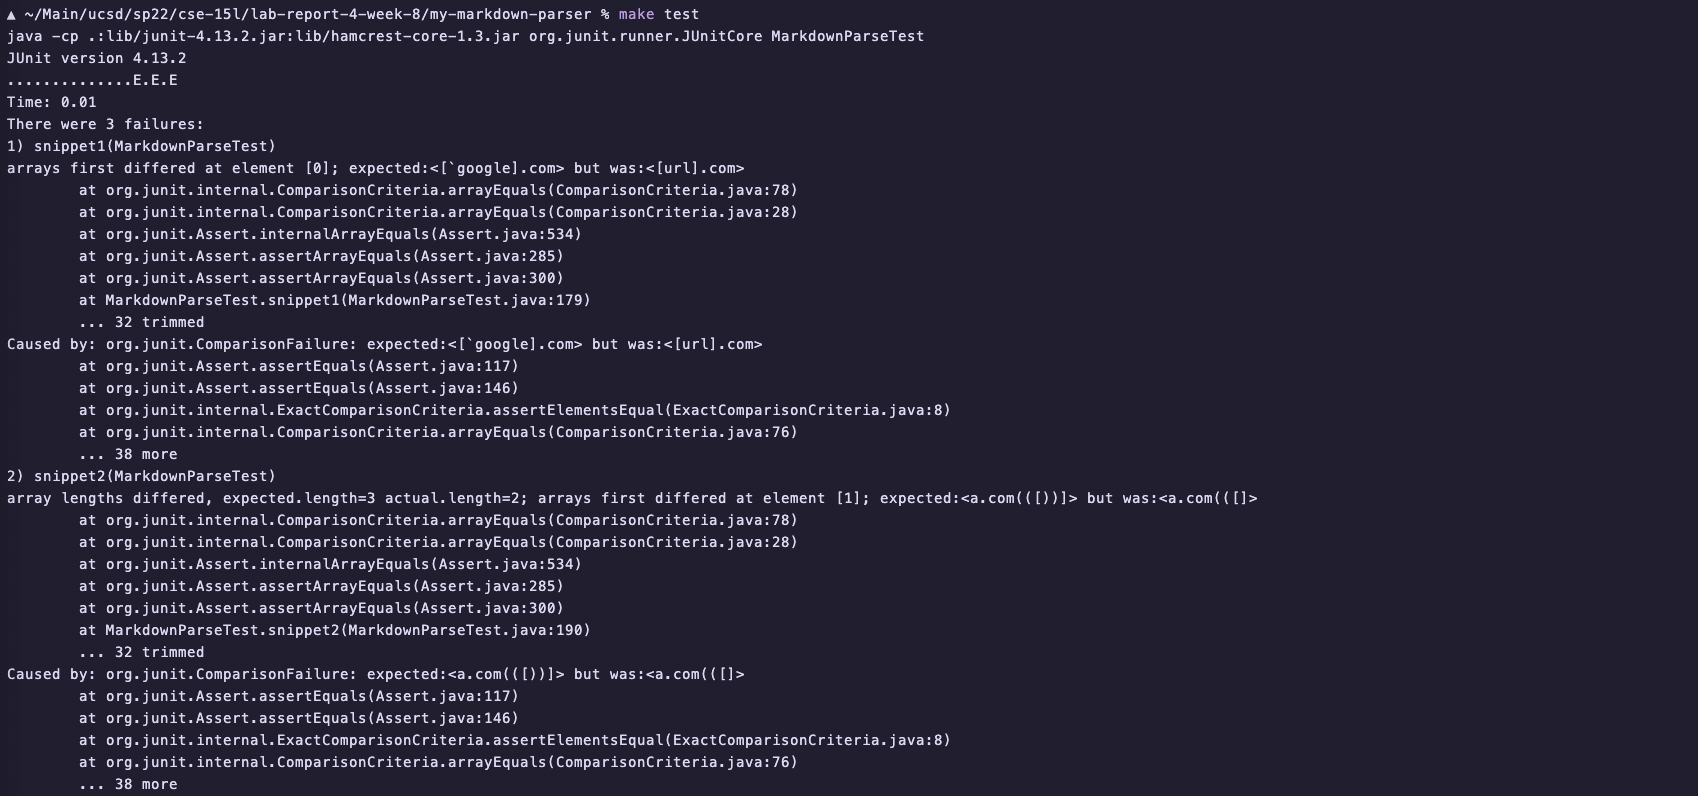 ▲ ~/Main/ucsd/sp22/cse-15l/lab-report-4-week-8/my-markdown-parser % make test
java -cp .:lib/junit-4.13.2.jar:lib/hamcrest-core-1.3.jar org.junit.runner.JUnitCore MarkdownParseTest
JUnit version 4.13.2
..............E.E.E
Time: 0.01
There were 3 failures:
1) snippet1(MarkdownParseTest)
arrays first differed at element [0]; expected:<[`google].com> but was:<[url].com>
        at org.junit.internal.ComparisonCriteria.arrayEquals(ComparisonCriteria.java:78)
        at org.junit.internal.ComparisonCriteria.arrayEquals(ComparisonCriteria.java:28)
        at org.junit.Assert.internalArrayEquals(Assert.java:534)
        at org.junit.Assert.assertArrayEquals(Assert.java:285)
        at org.junit.Assert.assertArrayEquals(Assert.java:300)
        at MarkdownParseTest.snippet1(MarkdownParseTest.java:179)
        ... 32 trimmed
Caused by: org.junit.ComparisonFailure: expected:<[`google].com> but was:<[url].com>
        at org.junit.Assert.assertEquals(Assert.java:117)
        at org.junit.Assert.assertEquals(Assert.java:146)
        at org.junit.internal.ExactComparisonCriteria.assertElementsEqual(ExactComparisonCriteria.java:8)
        at org.junit.internal.ComparisonCriteria.arrayEquals(ComparisonCriteria.java:76)
        ... 38 more
2) snippet2(MarkdownParseTest)
array lengths differed, expected.length=3 actual.length=2; arrays first differed at element [1]; expected:<a.com(([))]> but was:<a.com(([]>
        at org.junit.internal.ComparisonCriteria.arrayEquals(ComparisonCriteria.java:78)
        at org.junit.internal.ComparisonCriteria.arrayEquals(ComparisonCriteria.java:28)
        at org.junit.Assert.internalArrayEquals(Assert.java:534)
        at org.junit.Assert.assertArrayEquals(Assert.java:285)
        at org.junit.Assert.assertArrayEquals(Assert.java:300)
        at MarkdownParseTest.snippet2(MarkdownParseTest.java:190)
        ... 32 trimmed
Caused by: org.junit.ComparisonFailure: expected:<a.com(([))]> but was:<a.com(([]>
        at org.junit.Assert.assertEquals(Assert.java:117)
        at org.junit.Assert.assertEquals(Assert.java:146)
        at org.junit.internal.ExactComparisonCriteria.assertElementsEqual(ExactComparisonCriteria.java:8)
        at org.junit.internal.ComparisonCriteria.arrayEquals(ComparisonCriteria.java:76)
        ... 38 more